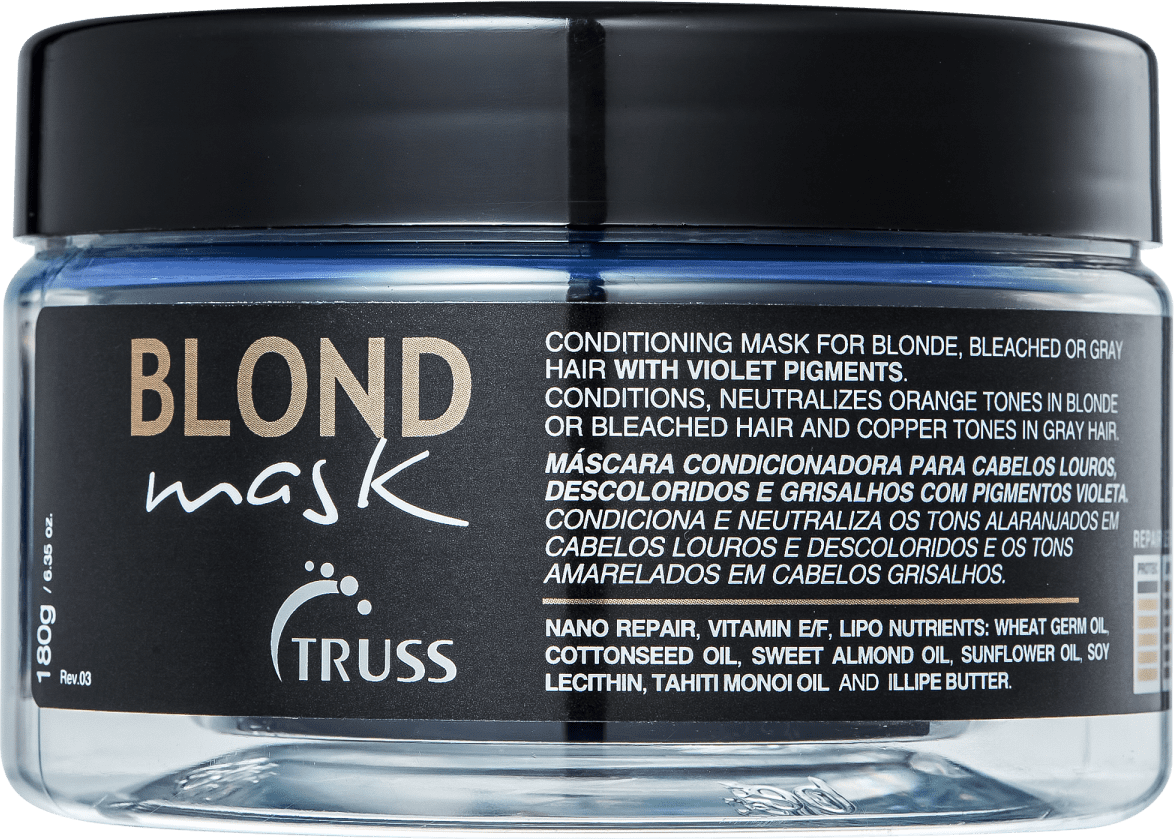 BLOND
mask
TRUSS
180g / 6.35 oz.
Rev.03
CONDITIONING MASK FOR BLONDE, BLEACHED OR GRAY
HAIR WITH VIOLET PIGMENTS.
CONDITIONS, NEUTRALIZES ORANGE TONES IN BLONDE
OR BLEACHED HAIR AND COPPER TONES IN GRAY HAIR.
MÁSCARA CONDICIONADORA PARA CABELOS LOUROS,
DESCOLORIDOS E GRISALHOS COM PIGMENTOS VIOLETA.
CONDICIONA E NEUTRALIZA OS TONS ALARANJADOS EM
CABELOS LOUROS E DESCOLORIDOS E OS TONS
AMARELADOS EM CABELOS GRISALHOS.
NANO REPAIR, VITAMIN E/F, LIPO NUTRIENTS: WHEAT GERM OIL,
COTTONSEED OIL, SWEET ALMOND OIL, SUNFLOWER OIL, SOY
LECITHIN, TAHITI MONOI OIL AND ILLIPE BUTTER.
REPAIR